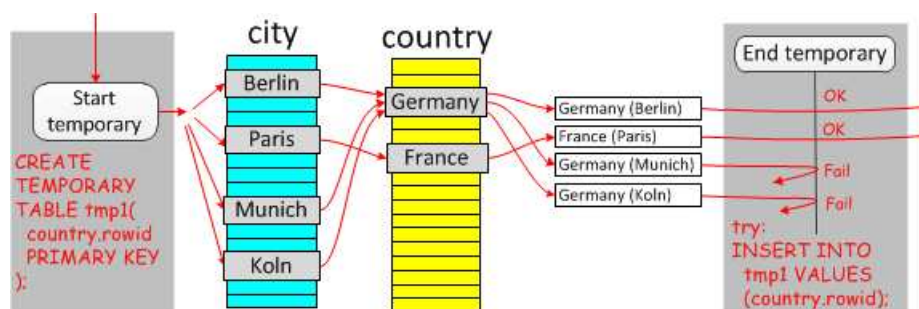 city
country
Start
temporary
CREATE
TEMPORARY
TABLE tmp1(
country.rowid
PRIMARY KEY
);
Berlin
Paris
Munich
Koln
Germany
France
Germany (Berlin)
France (Paris)
Germany (Munich)
Germany (Koln)
End temporary
OK
OK
Fail
Fail
try:
INSERT INTO
tmp1 VALUES
(country.rowid);